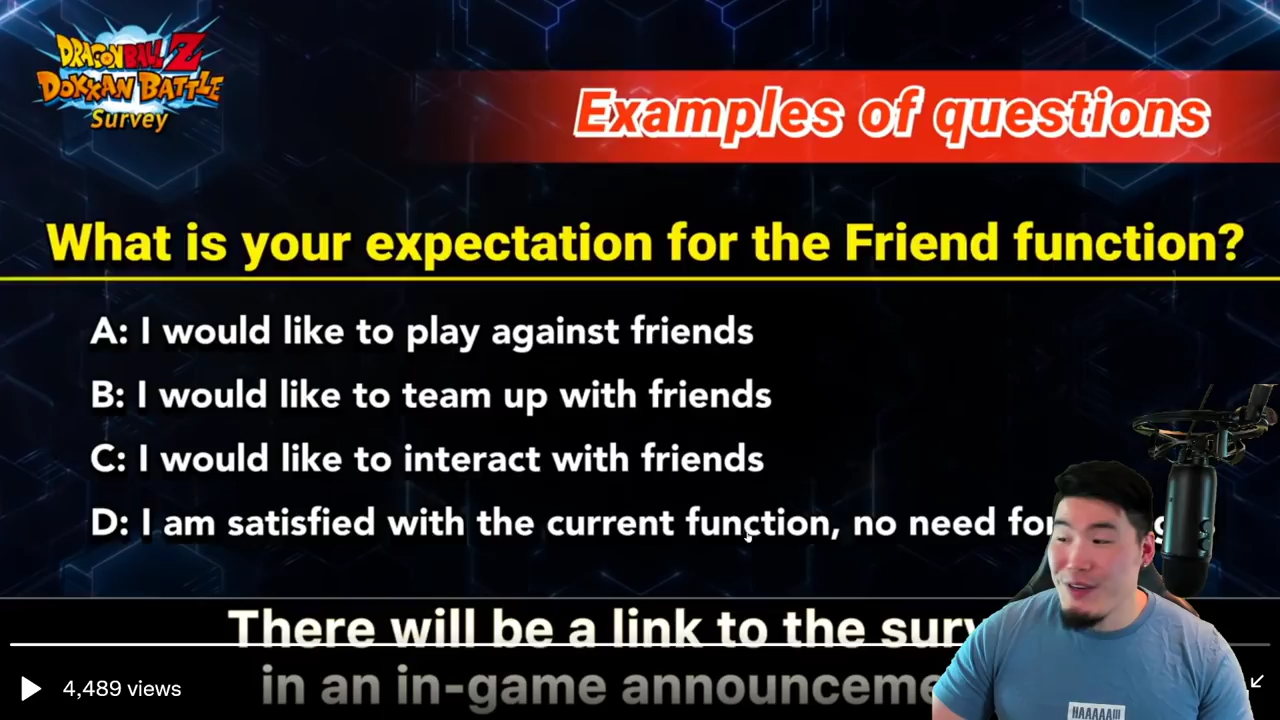 DRAGONBALL Z
DOKKAN BATTLE
Survey
Examples of questions
What is your expectation for the Friend function?
A: I would like to play against friends
B: I would like to team up with friends
C: I would like to interact with friends
D: I am satisfied with the current function, no need for
There will be a link to the
in an in-game
4,489 views
HAAAAA!!!